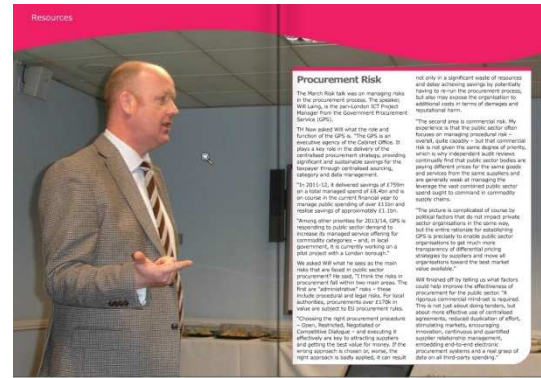 Resources
Procurement Risk
The March Risk talk was on managing risks
in the procurement process. The speaker,
Will Laing, is the pan-London ICT Project
Manager from the Government Procurement
Service (GPS).
TH Now asked Will what the role and
function of the GPS is. "The GPS is an
executive agency of the Cabinet Office. It
plays a key role in the delivery of the
centralised procurement strategy, providing
significant and sustainable savings for the
taxpayer through centralised sourcing,
category and data management.
"In 2011-12, it delivered savings of £759m
on a total managed spend of £8.4bn and is
on course in the current financial year to
manage public spending of over £11bn and
realise savings of approximately £1.1bn.
"Among other priorities for 2013/14, GPS is
responding to public sector demand to
increase its managed service offering for
commodity categories – and, in local
government, it is currently working on a
pilot project with a London borough."
We asked Will what he sees as the main
risks that are faced in public sector
procurement? He said, "I think the risks in
procurement fall within two main areas. The
first are "administrative" risks – these
include procedural and legal risks. For local
authorities, procurements over £170k in
value are subject to EU procurement rules.
"Choosing the right procurement procedure
– Open, Restricted, Negotiated or
Competitive Dialogue – and executing it
effectively are key to attracting suppliers
and getting the best value for money. If the
wrong approach is chosen or, worse, the
right approach is badly applied, it can result
not only in a significant waste of resources
and delay achieving savings by potentially
having to re-run the procurement process,
but also may expose the organisation to
additional costs in terms of damages and
reputational harm.
"The second area is commercial risk. My
experience is that the public sector often
focuses on managing procedural risk –
overall, quite capably – but that commercial
risk is not given the same degree of priority,
which is why independent audit reviews
continually find that public sector bodies are
paying different prices for the same goods
and services from the same suppliers and
are generally weak at managing the
leverage the vast combined public sector
spend ought to command in commodity
supply chains.
"The picture is complicated of course by
political factors that do not impact private
sector organisations in the same way,
but the entire rationale for establishing
GPS is precisely to enable public sector
organisations to get much more
transparency of differential pricing
strategies by suppliers and move all
organisations toward the best market
value available."
Will finished off by telling us what factors
could help improve the effectiveness of
procurement for the public sector. "A
rigorous commercial mind-set is required.
This is not just about doing tenders, but
about more effective use of centralised
agreements, reduced duplication of effort,
stimulating markets, encouraging
innovation, continuous and quantified
supplier relationship management,
embedding end-to-end electronic
procurement systems and a real grasp of
data on all third-party spending."